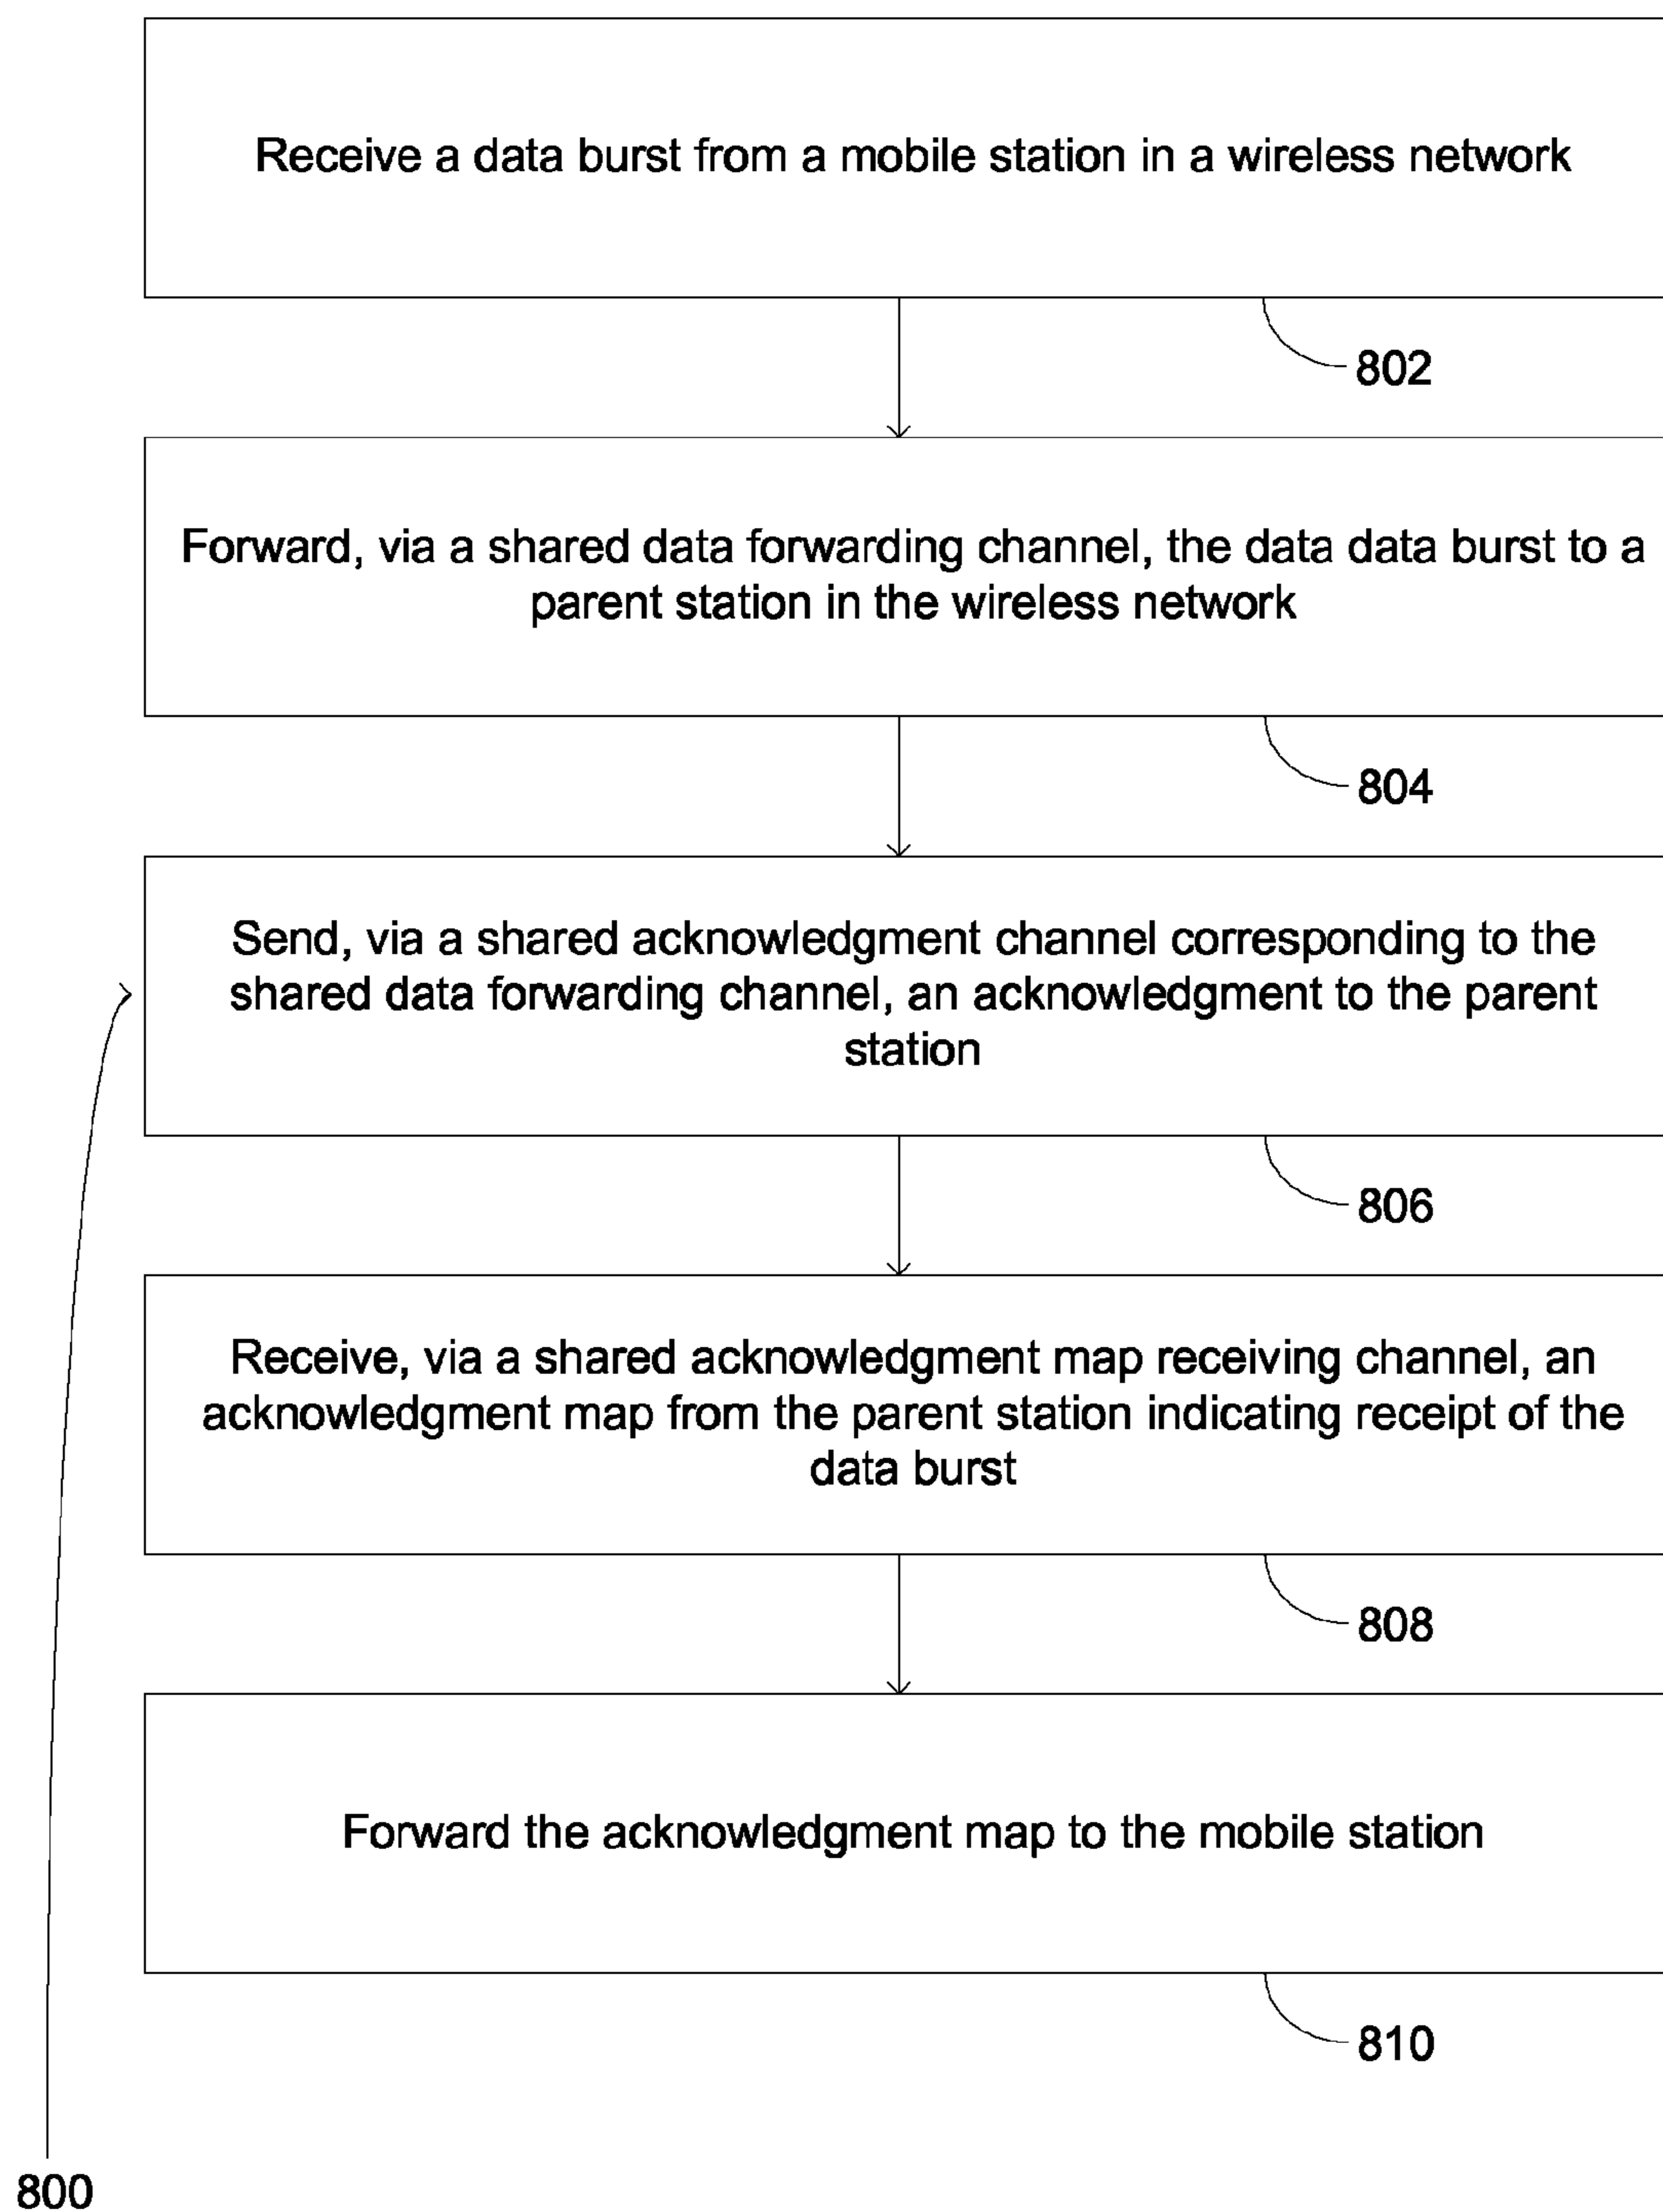 Receive a data burst from a mobile station in a wireless network
802
Forward, via a shared data forwarding channel, the data data burst to a
parent station in the wireless network
804
Send, via a shared acknowledgment channel corresponding to the
shared data forwarding channel, an acknowledgment to the parent
station
806
Receive, via a shared acknowledgment map receiving channel, an
acknowledgment map from the parent station indicating receipt of the
data burst
808
Forward the acknowledgment map to the mobile station
810
800